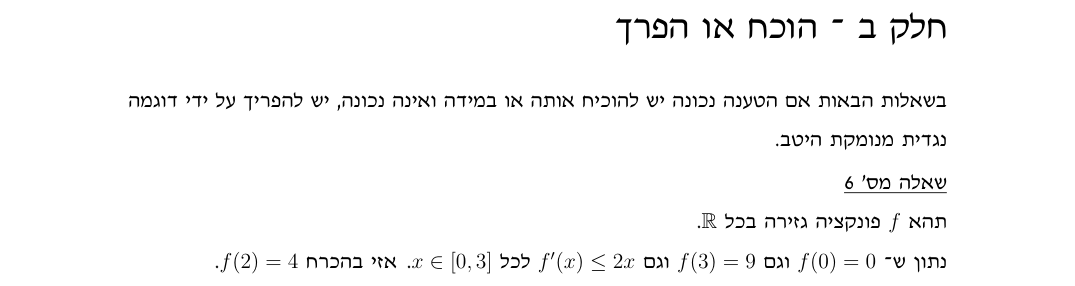 חלק ב - הוכח או הפרך
בשאלות הבאות אם הטענה נכונה יש להוכיח אותה או במידה ואינה נכונה, יש להפריך על ידי דוגמה
נגדית מנומקת היטב.
שאלה מס' 6
תהא f פונקציה גזירה בכל ℝ.
נתון ש- f(0) = 0 וגם f(3) = 9 וגם f′(x) ≤ 2x לכל x ∈ [0, 3]. אזי בהכרח f(2) = 4.